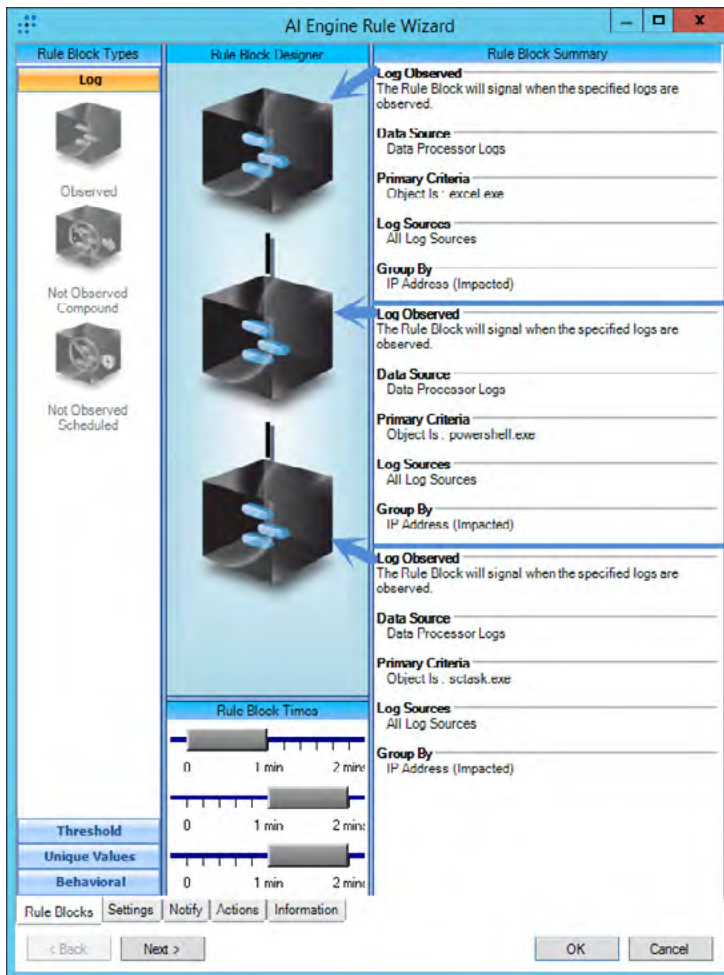 AI Engine Rule Wizard
Rule Block Types
Log
Observed
Not Observed
Compound
Not Observed
Scheduled
Threshold
Unique Values
Behavioral
Rule Block Designer
Rule Block Times
0 1 min 2 mins
0 1 min 2 mins
0 1 min 2 mins
Rule Block Summary
Log Observed
The Rule Block will signal when the specified logs are
observed.
Data Source
Data Processor Logs
Primary Criteria
Object Is : excel.exe
Log Sources
All Log Sources
Group By
IP Address (Impacted)
Log Observed
The Rule Block will signal when the specified logs are
observed.
Data Source
Data Processor Logs
Primary Criteria
Object Is : powershell.exe
Log Sources
All Log Sources
Group By
IP Address (Impacted)
Log Observed
The Rule Block will signal when the specified logs are
observed.
Data Source
Data Processor Logs
Primary Criteria
Object Is : sctask.exe
Log Sources
All Log Sources
Group By
IP Address (Impacted)
Rule Blocks Settings Notify Actions Information
< Back Next > OK Cancel